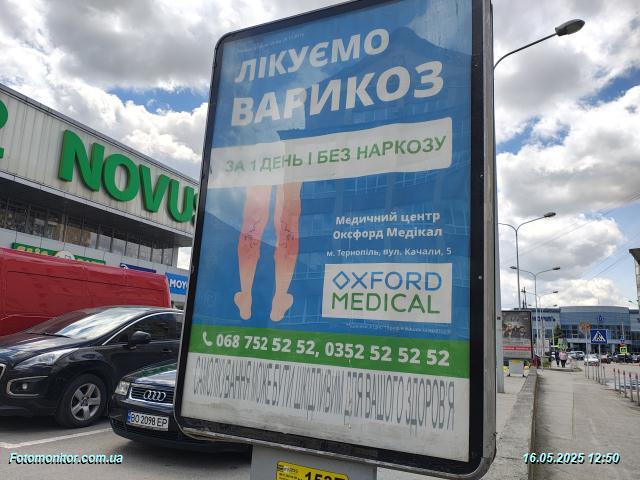 ЛІКУЄМО
ВАРИКОЗ
ЗА 1 ДЕНЬ І БЕЗ НАРКОЗУ
Медичний центр
Оксфорд Медікал
м. Тернопіль, вул. Качали, 5
OXFORD
MEDICAL
068 752 52 52, 0352 52 52 52
САМОЛІКУВАННЯ МОЖЕ БУТИ ШКІДЛИВИМ ДЛЯ ВАШОГО ЗДОРОВ'Я
NOVUS
MOYO
BO 2098 EP
Fotomonitor.com.ua
16.05.2025 12:50